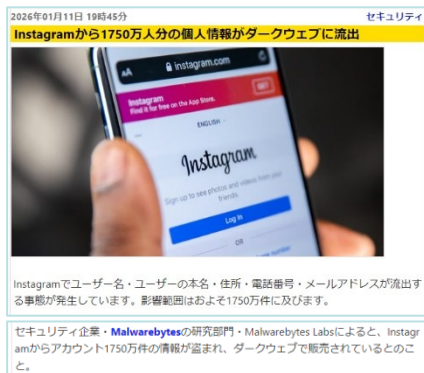 2026年01月11日 19時45分 セキュリティ
Instagramから1750万人分の個人情報がダークウェブに流出
AA instagram.com
Instagram
Find it for free on the App Store.
GET
ENGLISH
Instagram
Sign up to see photos and videos from your
friends.
Log In
OR
phone number
Instagramでユーザー名・ユーザーの本名・住所・電話番号・メールアドレスが流出す
る事態が発生しています。影響範囲はおよそ1750万件に及びます。
セキュリティ企業・Malwarebytesの研究部門・Malwarebytes Labsによると、Instagr
amからアカウント1750万件の情報が盗まれ、ダークウェブで販売されているとのこ
と。